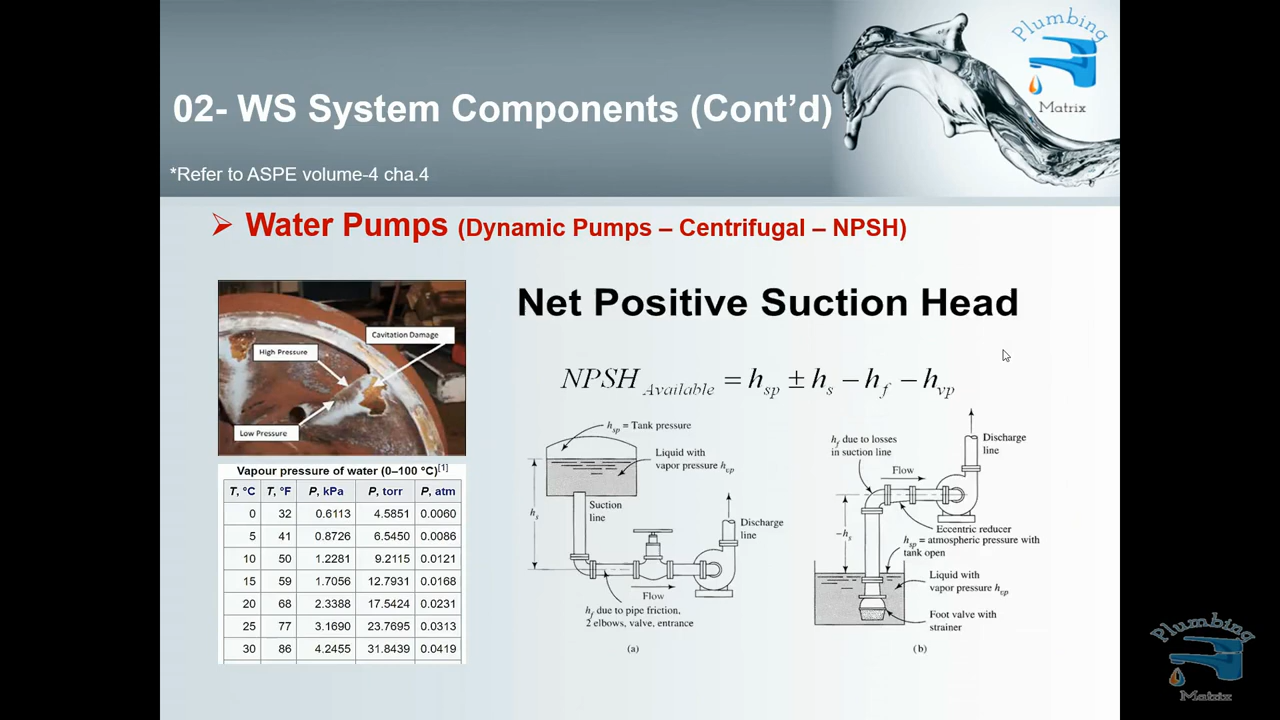 Plumbing
Matrix
02- WS System Components (Cont’d)
*Refer to ASPE volume-4 cha.4
➢ Water Pumps (Dynamic Pumps – Centrifugal – NPSH)
Net Positive Suction Head
NPSH Available = hsp ± hs − hf − hvp
Cavitation Damage
High Pressure
Low Pressure
Vapour pressure of water (0–100 °C)[1]
T, °C T, °F P, kPa P, torr P, atm
0 32 0.6113 4.5851 0.0060
5 41 0.8726 6.5450 0.0086
10 50 1.2281 9.2115 0.0121
15 59 1.7056 12.7931 0.0168
20 68 2.3388 17.5424 0.0231
25 77 3.1690 23.7695 0.0313
30 86 4.2455 31.8439 0.0419
hsp = Tank pressure
Liquid with
vapor pressure hvp
hs
Suction
line
Discharge
line
Flow
hf due to pipe friction,
2 elbows, valve, entrance
(a)
hf due to losses
in suction line
Flow
Discharge
line
Eccentric reducer
−hs
hsp = atmospheric pressure with
tank open
Liquid with
vapor pressure hvp
Foot valve with
strainer
(b)
Plumbing
Matrix